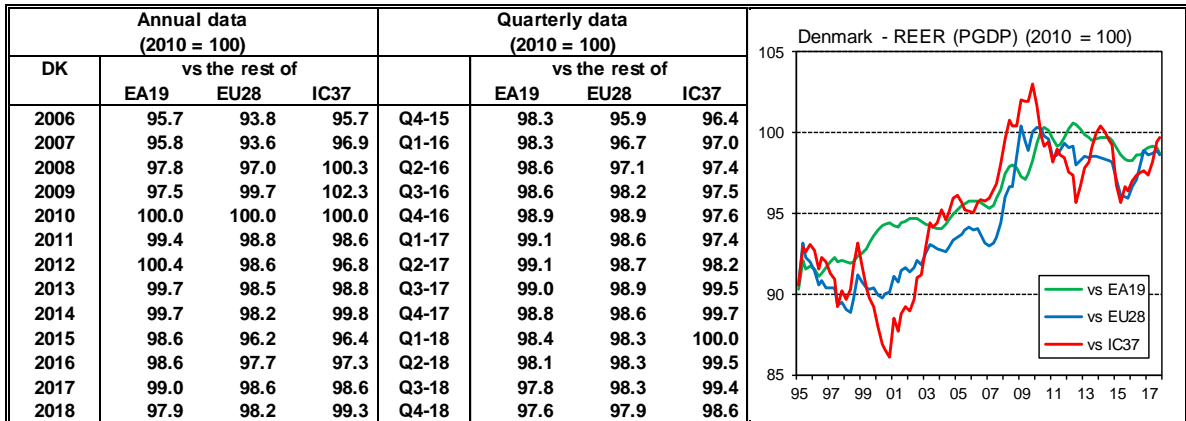 Annual data Quarterly data
(2010 = 100) (2010 = 100)
DK vs the rest of vs the rest of
EA19 EU28 IC37 EA19 EU28 IC37
2006 95.7 93.8 95.7 Q4-15 98.3 95.9 96.4
2007 95.8 93.6 96.9 Q1-16 98.3 96.7 97.0
2008 97.8 97.0 100.3 Q2-16 98.6 97.1 97.4
2009 97.5 99.7 102.3 Q3-16 98.6 98.2 97.5
2010 100.0 100.0 100.0 Q4-16 98.9 98.9 97.6
2011 99.4 98.8 98.6 Q1-17 99.1 98.6 97.4
2012 100.4 98.6 96.8 Q2-17 99.1 98.7 98.2
2013 99.7 98.5 98.8 Q3-17 99.0 98.9 99.5
2014 99.7 98.2 99.8 Q4-17 98.8 98.6 99.7
2015 98.6 96.2 96.4 Q1-18 98.4 98.3 100.0
2016 98.6 97.7 97.3 Q2-18 98.1 98.3 99.5
2017 99.0 98.6 98.6 Q3-18 97.8 98.3 99.4
2018 97.9 98.2 99.3 Q4-18 97.6 97.9 98.6
Denmark - REER (PGDP) (2010 = 100)
105
100
95
90
85
vs EA19
vs EU28
vs IC37
95 97 99 01 03 05 07 09 11 13 15 17